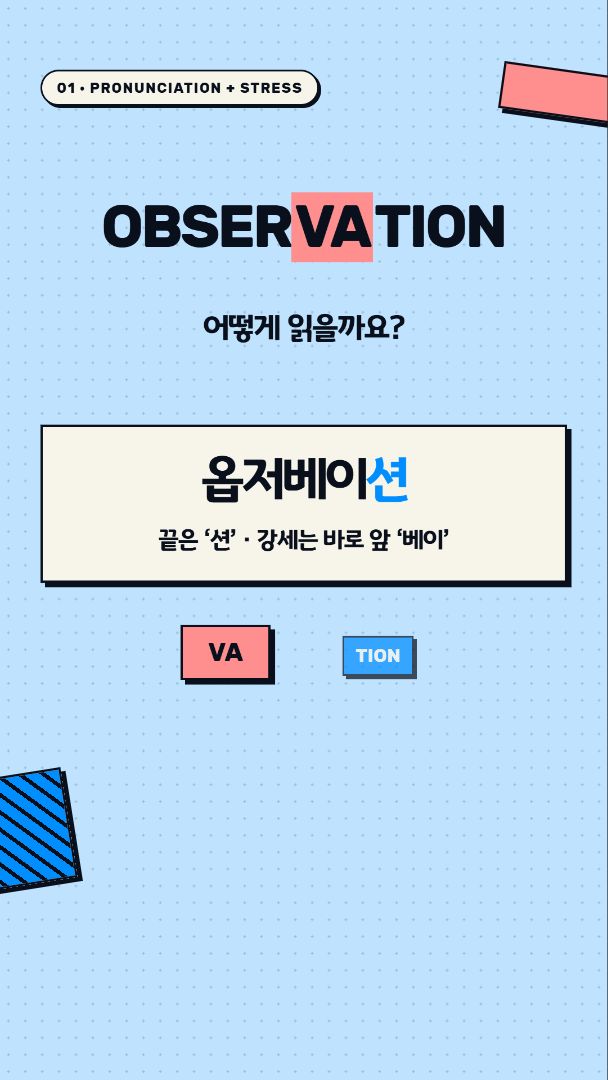 01 · PRONUNCIATION + STRESS
OBSERVATION
어떻게 읽을까요?
옵저베이션
끝은 ‘션’ · 강세는 바로 앞 ‘베이’
VA
TION